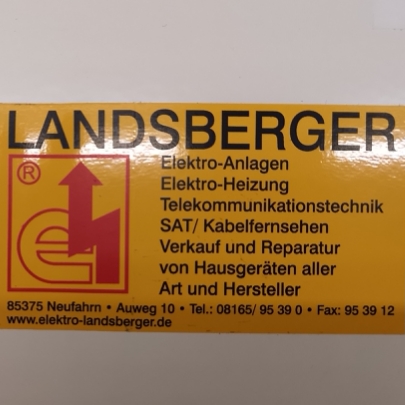 LANDSBERGER
®
Elektro-Anlagen
Elektro-Heizung
Telekommunikationstechnik
SAT/ Kabelfernsehen
Verkauf und Reparatur
von Hausgeräten aller
Art und Hersteller
85375 Neufahrn • Auweg 10 • Tel.: 08165/ 95 39 0 • Fax: 95 39 12
www.elektro-landsberger.de